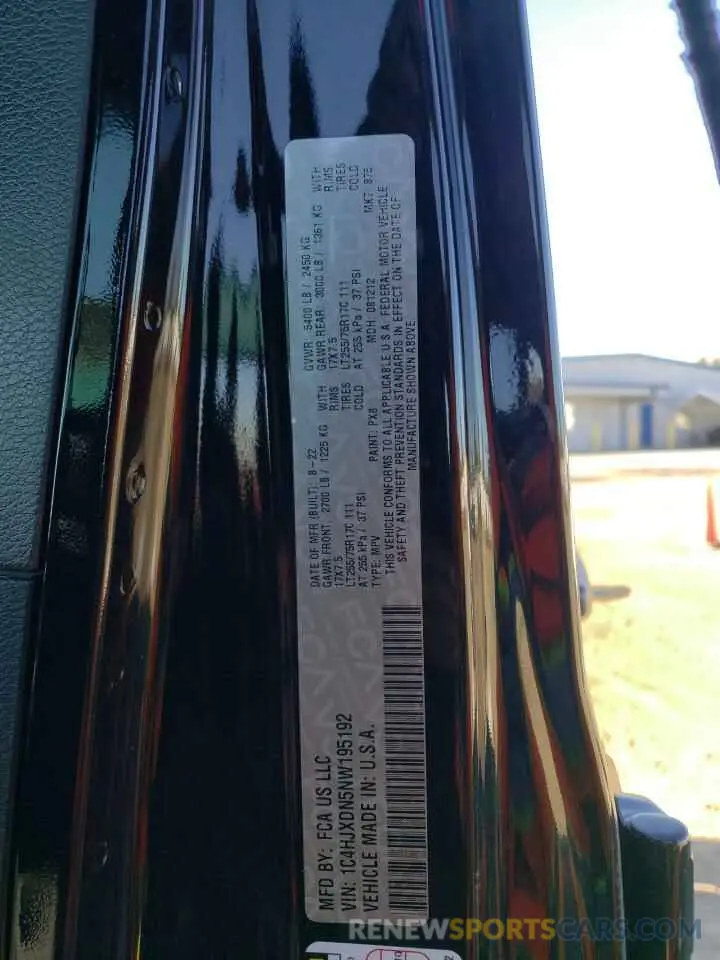 MFD BY: FCA US LLC
VIN: 1C4HJXDN5NW195192
VEHICLE MADE IN: U.S.A.
DATE OF MFR (BUILT): 8-22 GVWR 5400 LB / 2450 KG
GAWR FRONT 2700 LB / 1225 KG WITH GAWR REAR 3000 LB / 1361 KG WITH
17X7.5 RIMS 17X7.5 RIMS
LT255/75R17C 111 TIRES LT255/75R17C 111 TIRES
AT 255 kPa / 37 PSI COLD AT 255 kPa / 37 PSI COLD
TYPE: MPV PAINT: PX8 MDH 081212 MKT
THIS VEHICLE CONFORMS TO ALL APPLICABLE U.S.A. FEDERAL MOTOR VEHICLE
SAFETY AND THEFT PREVENTION STANDARDS IN EFFECT ON THE DATE OF
MANUFACTURE SHOWN ABOVE
RENEWSPORTSCARS.COM